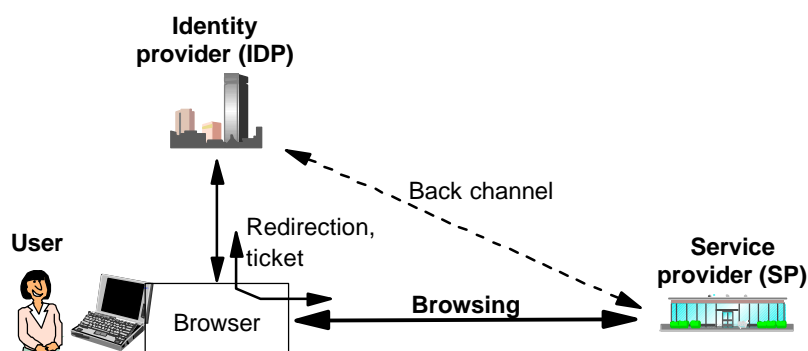 Identity
provider (IDP)
Back channel
Redirection,
ticket
User
Service
provider (SP)
Browsing
Browser